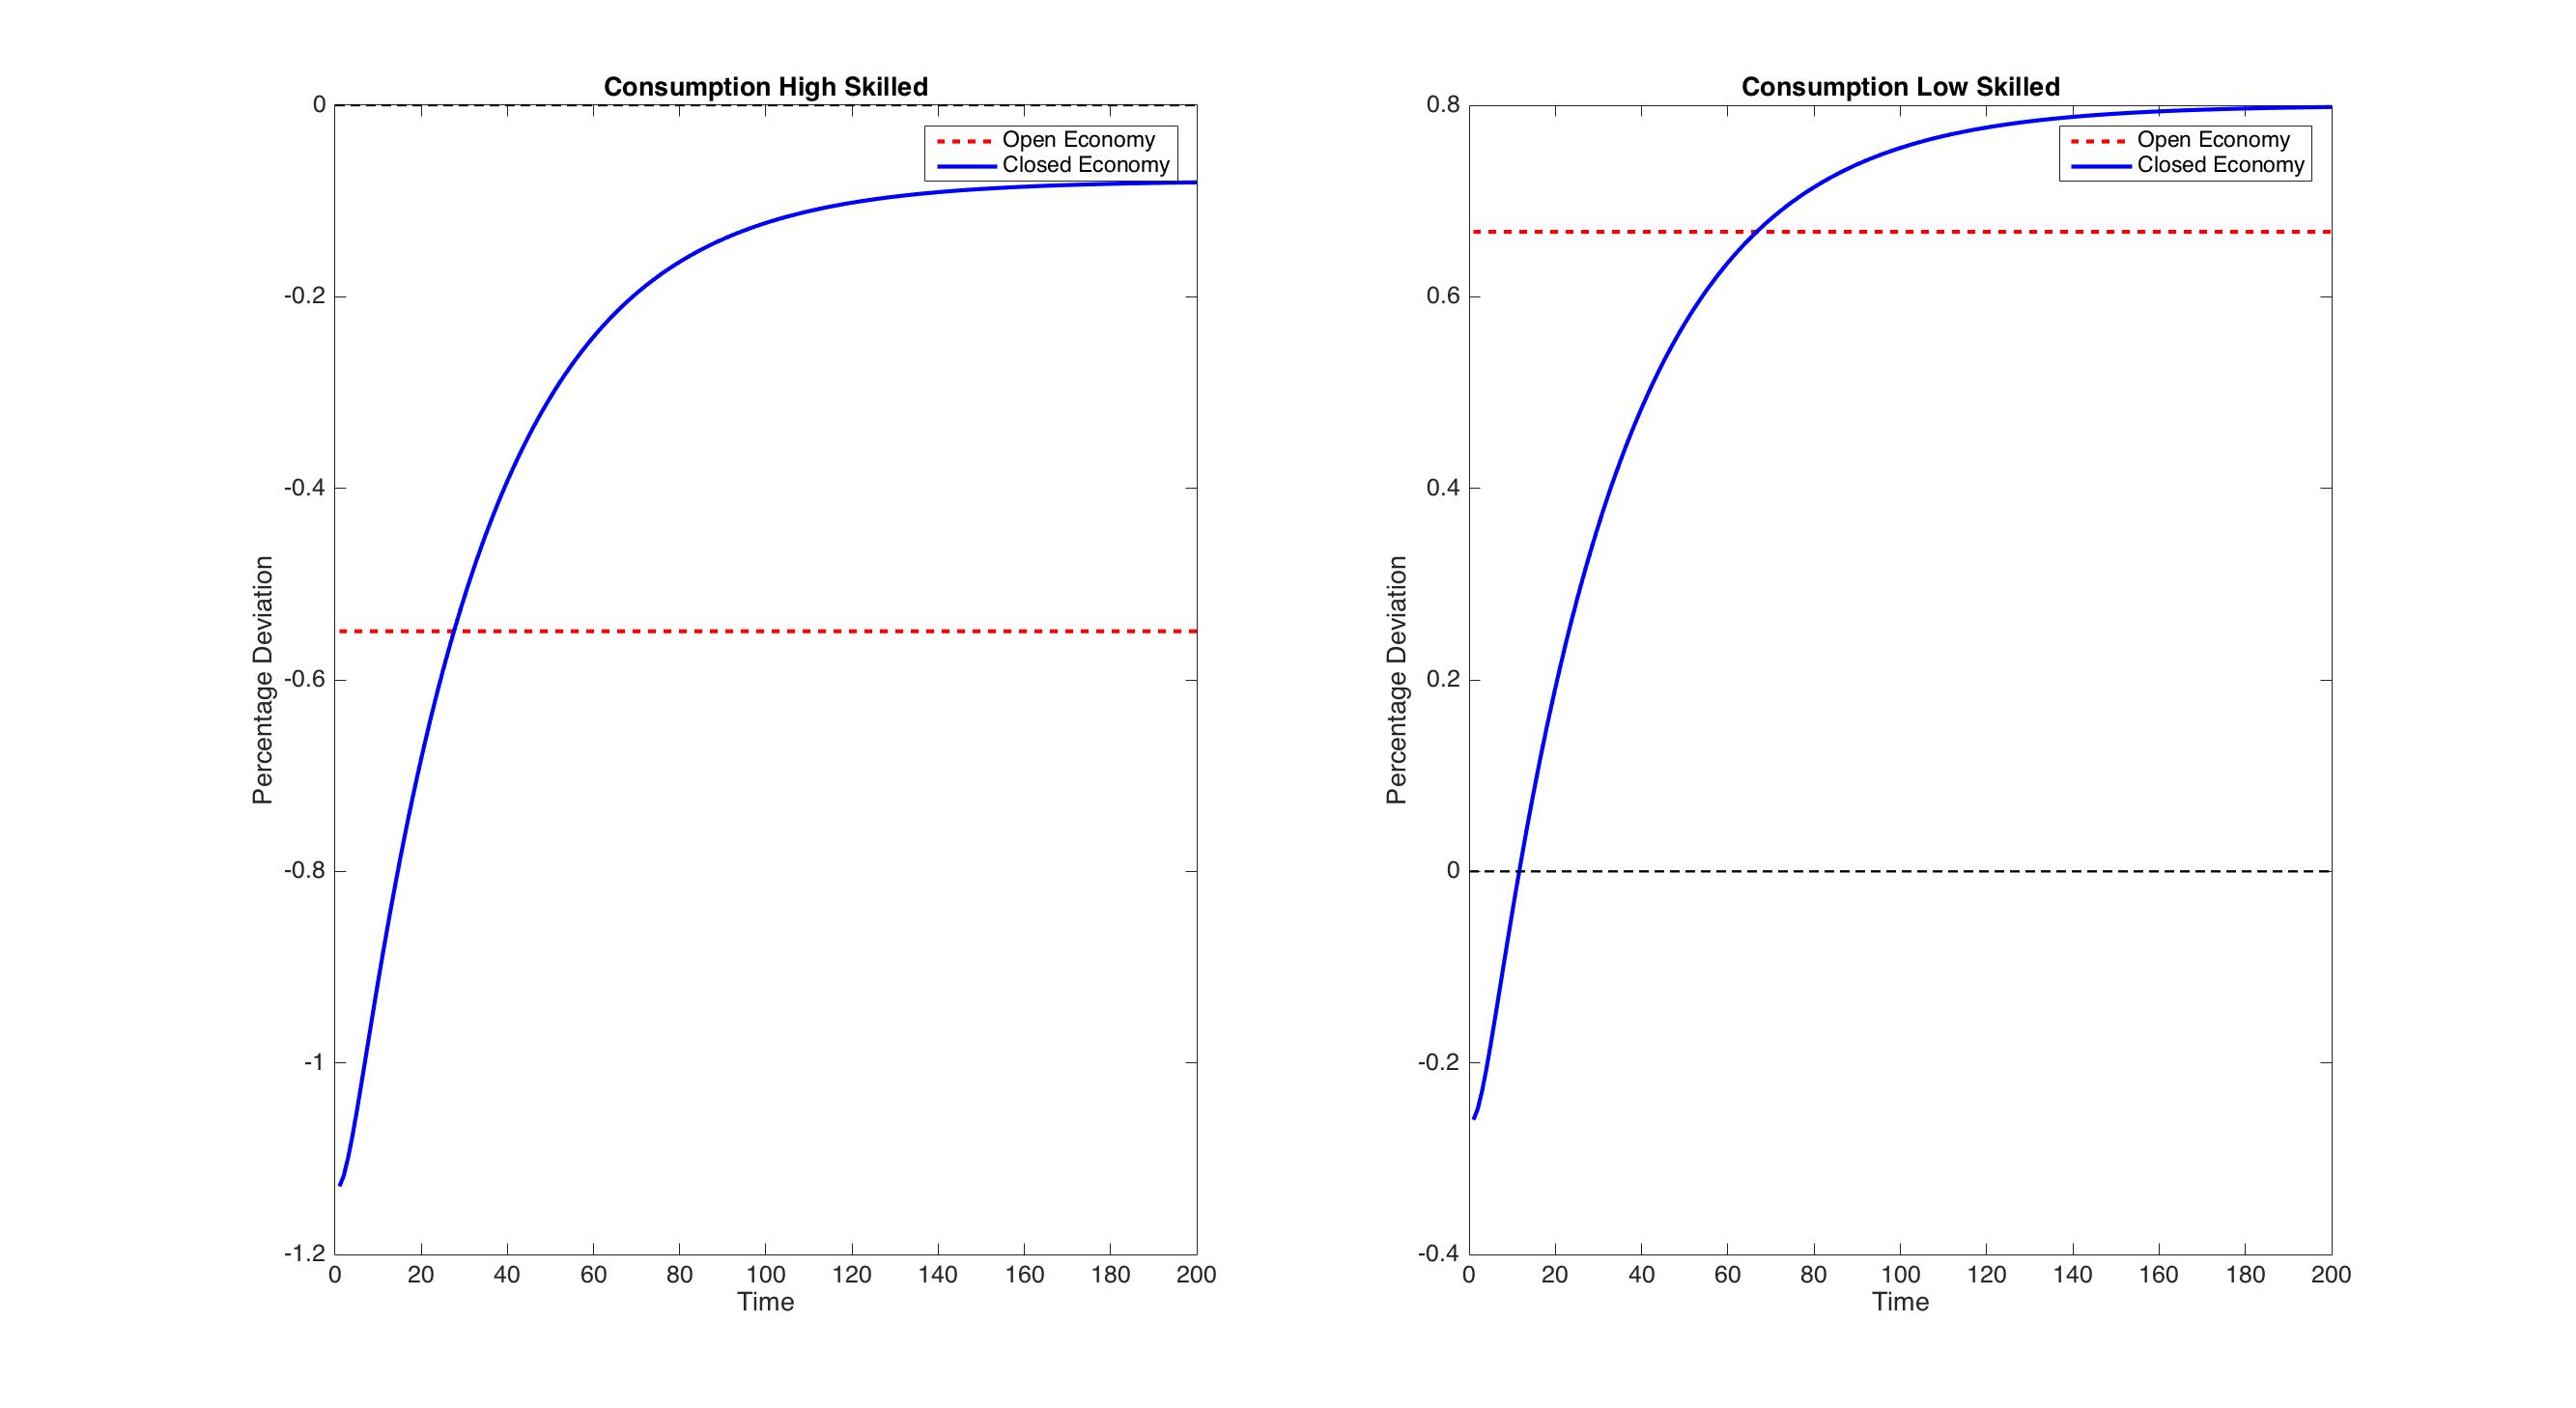 Consumption High Skilled
0
-0.2
-0.4
-0.6
-0.8
-1
-1.2
Percentage Deviation
Open Economy
Closed Economy
0 20 40 60 80 100 120 140 160 180 200
Time
Consumption Low Skilled
0.8
0.6
0.4
0.2
0
-0.2
-0.4
Percentage Deviation
Open Economy
Closed Economy
0 20 40 60 80 100 120 140 160 180 200
Time